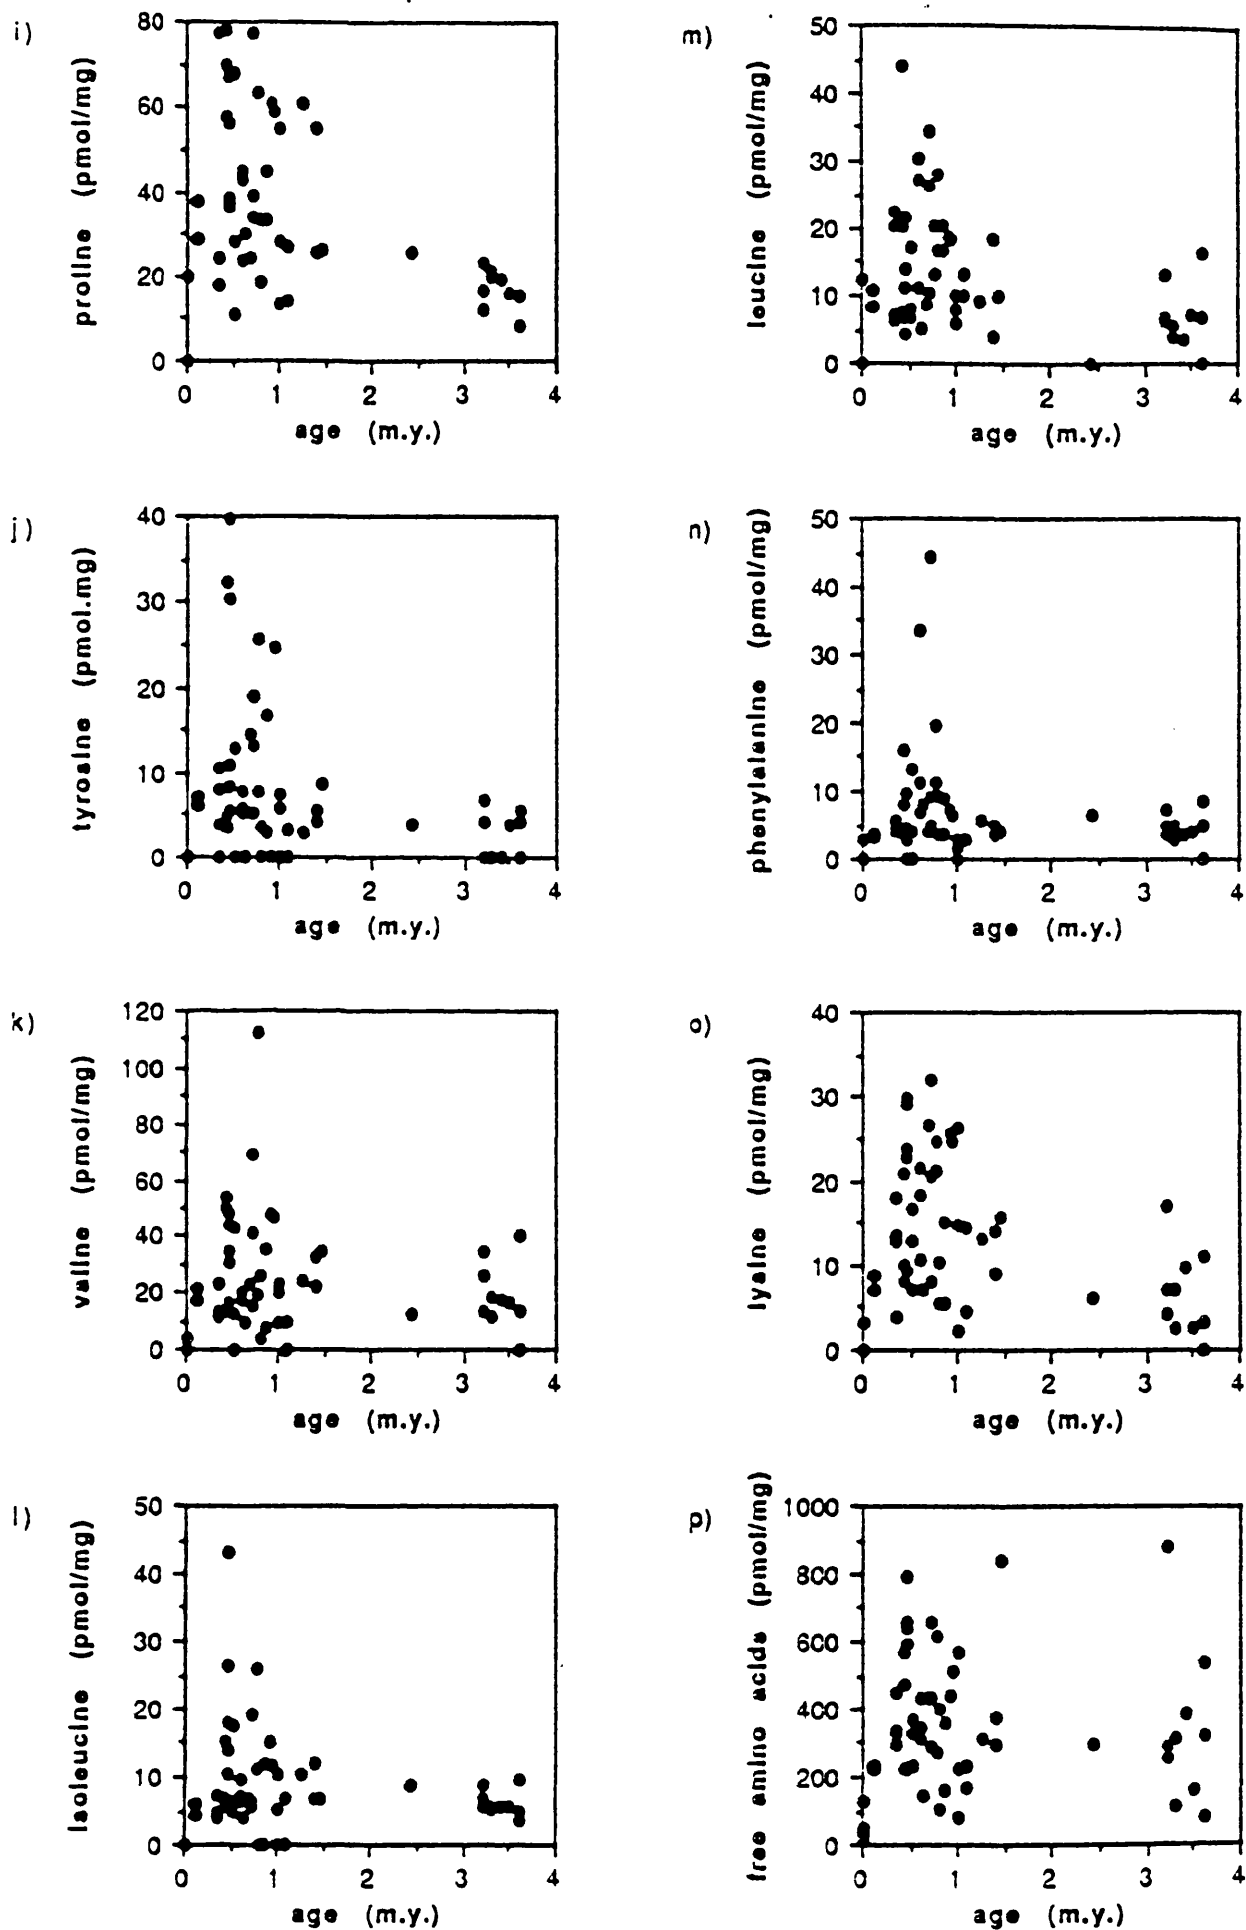 i)
proline (pmol/mg)
80
60
40
20
0
0 1 2 3 4
age (m.y.)
m)
leucine (pmol/mg)
50
40
30
20
10
0
0 1 2 3 4
age (m.y.)
j)
tyrosine (pmol.mg)
40
30
20
10
0
0 1 2 3 4
age (m.y.)
n)
phenylalanine (pmol/mg)
50
40
30
20
10
0
0 1 2 3 4
age (m.y.)
k)
valine (pmol/mg)
120
100
80
60
40
20
0
0 1 2 3 4
age (m.y.)
o)
lysine (pmol/mg)
40
30
20
10
0
0 1 2 3 4
age (m.y.)
l)
isoleucine (pmol/mg)
50
40
30
20
10
0
0 1 2 3 4
age (m.y.)
p)
free amino acids (pmol/mg)
1000
800
600
400
200
0
0 1 2 3 4
age (m.y.)